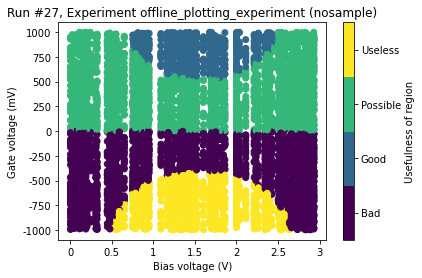 Run #27, Experiment offline_plotting_experiment (nosample)
1000
750
500
250
0
-250
-500
-750
-1000
Gate voltage (mV)
0
0.5
1
1.5
2
2.5
3
Bias voltage (V)
Useless
Possible
Good
Bad
Usefulness of region